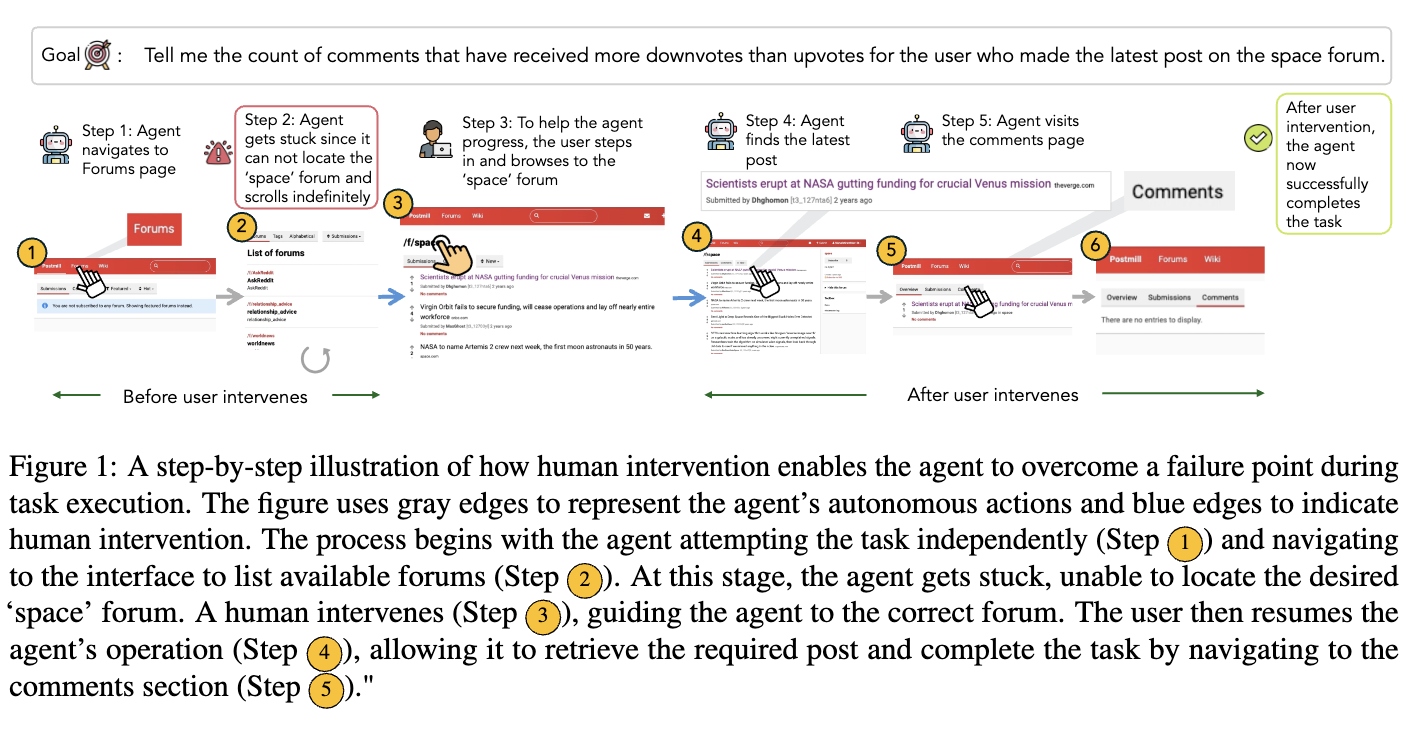 Goal : Tell me the count of comments that have received more downvotes than upvotes for the user who made the latest post on the space forum.
Step 1: Agent
navigates to
Forums page
Step 2: Agent
gets stuck since it
can not locate the
‘space’ forum and
scrolls indefinitely
Step 3: To help the agent
progress, the user steps
in and browses to the
‘space’ forum
Step 4: Agent
finds the latest
post
Step 5: Agent visits
the comments page
After user
intervention,
the agent
now
successfully
completes
the task
Scientists erupt at NASA gutting funding for crucial Venus mission theverge.com
Submitted by Dhghomon [t3_127nta6] 2 years ago
Comments
Forums
1
Postmill Wiki
Submissions Featured Hot
You are not subscribed to any forum. Showing featured forums instead.
2
Tags Alphabetical Submissions
List of forums
/f/AskReddit
AskReddit
AskReddit
/f/relationship_advice
relationship_advice
relationship_advice
/f/worldnews
worldnews
3
Postmill Forums Wiki
/f/space
Submissions New
Scientists erupt at NASA gutting funding for crucial Venus mission theverge.com
Submitted by Dhghomon 2 years ago
No comments
Virgin Orbit fails to secure funding, will cease operations and lay off nearly entire
workforce
Submitted by 2 years ago
No comments
NASA to name Artemis 2 crew next week, the first moon astronauts in 50 years.
space.com
4
5
Postmill Forums Wiki
Overview Submissions
Scientists erupt at funding for crucial Venus
No comments
6
Postmill Forums Wiki
Overview Submissions Comments
There are no entries to display.
Before user intervenes
After user intervenes
Figure 1: A step-by-step illustration of how human intervention enables the agent to overcome a failure point during
task execution. The figure uses gray edges to represent the agent’s autonomous actions and blue edges to indicate
human intervention. The process begins with the agent attempting the task independently (Step 1) and navigating
to the interface to list available forums (Step 2). At this stage, the agent gets stuck, unable to locate the desired
‘space’ forum. A human intervenes (Step 3), guiding the agent to the correct forum. The user then resumes the
agent’s operation (Step 4), allowing it to retrieve the required post and complete the task by navigating to the
comments section (Step 5)."